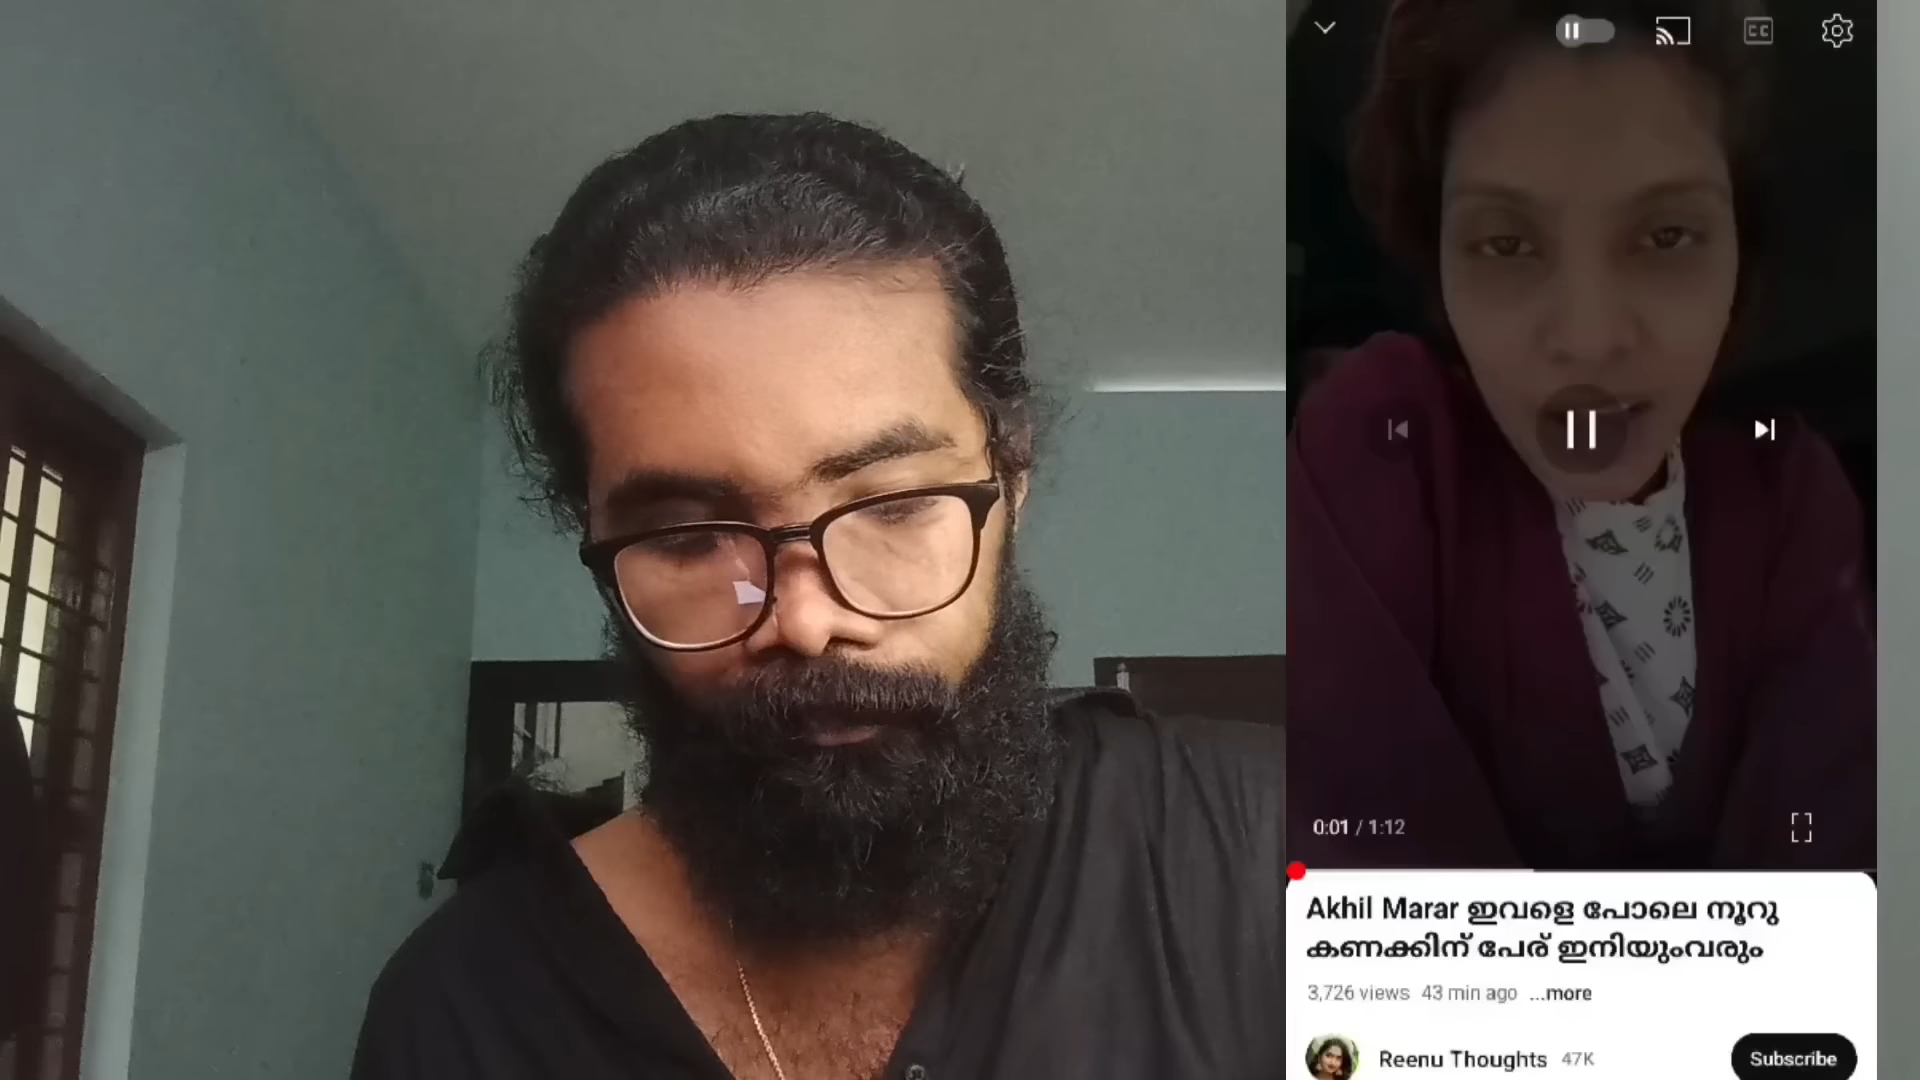 CC
0:01 / 1:12
Akhil Marar ഇവളെ പോലെ നൂറു
കണക്കിന് പേര് ഇനിയുംവരും
3,726 views 43 min ago ...more
Reenu Thoughts 47K
Subscribe